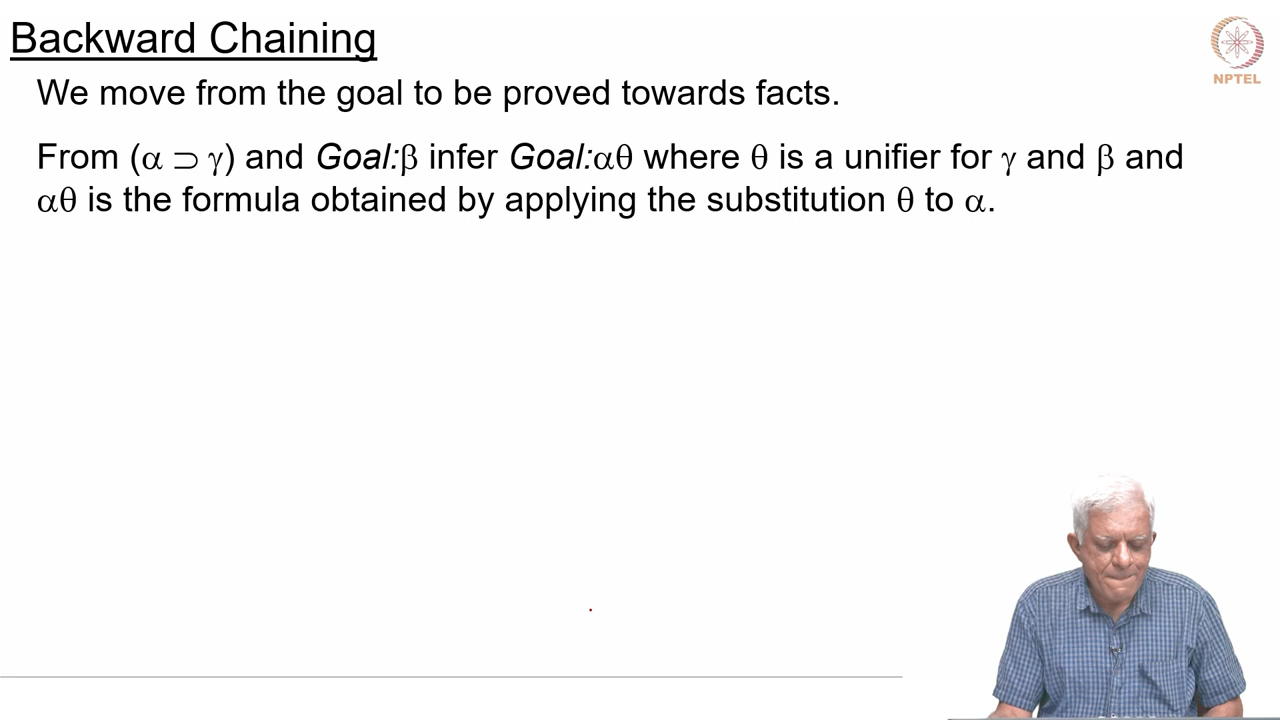 Backward Chaining
NPTEL
We move from the goal to be proved towards facts.
From (α ⊃ γ) and Goal:β infer Goal:αθ where θ is a unifier for γ and β and
αθ is the formula obtained by applying the substitution θ to α.